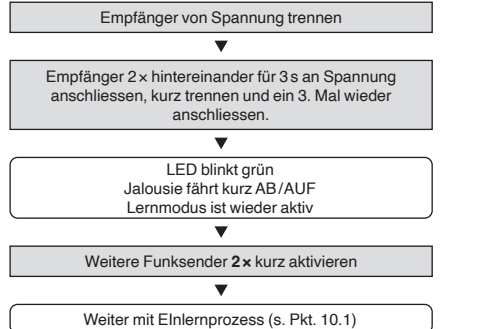 Empfänger von Spannung trennen
Empfänger 2× hintereinander für 3s an Spannung
anschliessen, kurz trennen und ein 3. Mal wieder
anschliessen.
LED blinkt grün
Jalousie fährt kurz AB/AUF
Lernmodus ist wieder aktiv
Weitere Funksender 2× kurz aktivieren
Weiter mit EInlernprozess (s. Pkt. 10.1)